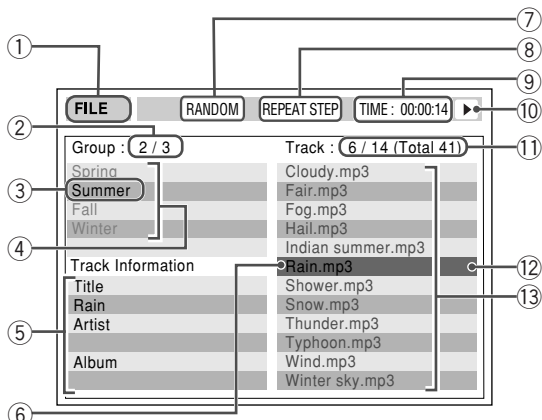 7
1
8
9
FILE RANDOM REPEAT STEP TIME : 00:00:14
10
2
Group : 2 / 3 Track : 6 / 14 (Total 41)
11
Spring Cloudy.mp3
3
Summer Fair.mp3
Fall Fog.mp3
4
Winter Hail.mp3
Indian summer.mp3
Track Information Rain.mp3
12
Title Shower.mp3
13
5
Rain Snow.mp3
Artist Thunder.mp3
Typhoon.mp3
Album Wind.mp3
Winter sky.mp3
6